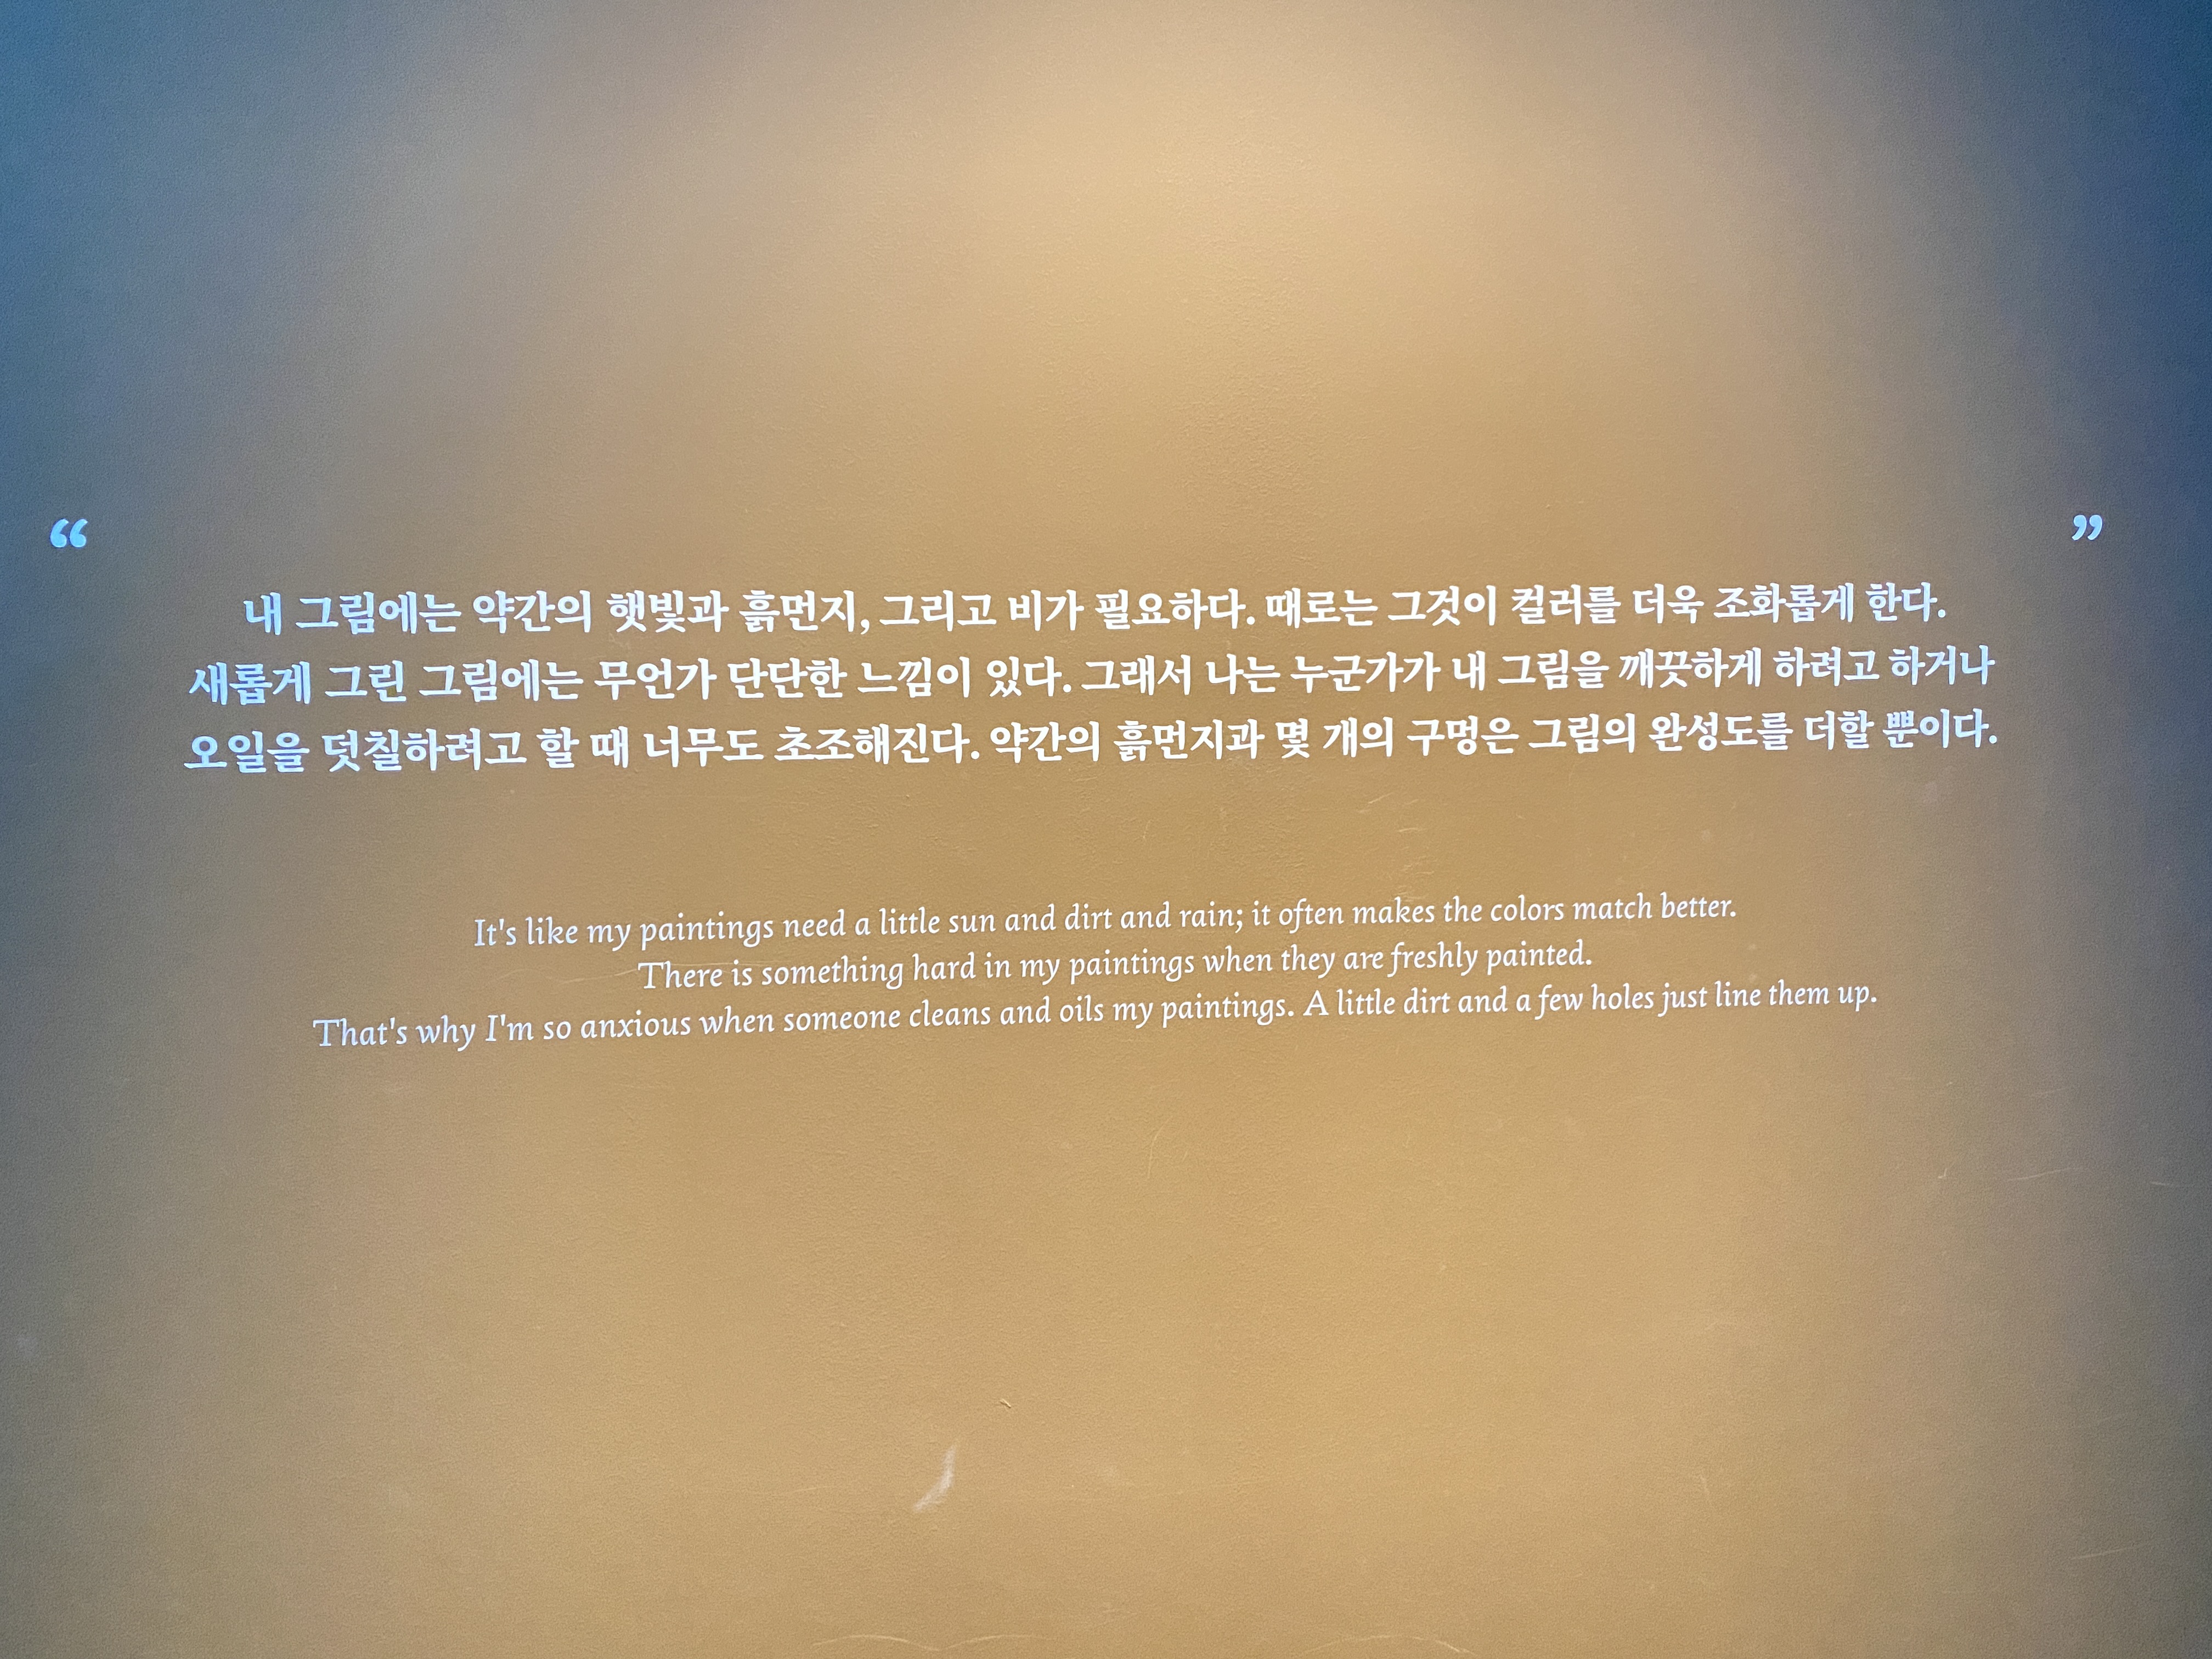 “ ”
내 그림에는 약간의 햇빛과 흙먼지, 그리고 비가 필요하다. 때로는 그것이 컬러를 더욱 조화롭게 한다.
새롭게 그린 그림에는 무언가 단단한 느낌이 있다. 그래서 나는 누군가가 내 그림을 깨끗하게 하려고 하거나
오일을 덧칠하려고 할 때 너무도 초조해진다. 약간의 흙먼지과 몇 개의 구멍은 그림의 완성도를 더할 뿐이다.
It's like my paintings need a little sun and dirt and rain; it often makes the colors match better.
There is something hard in my paintings when they are freshly painted.
That's why I'm so anxious when someone cleans and oils my paintings. A little dirt and a few holes just line them up.